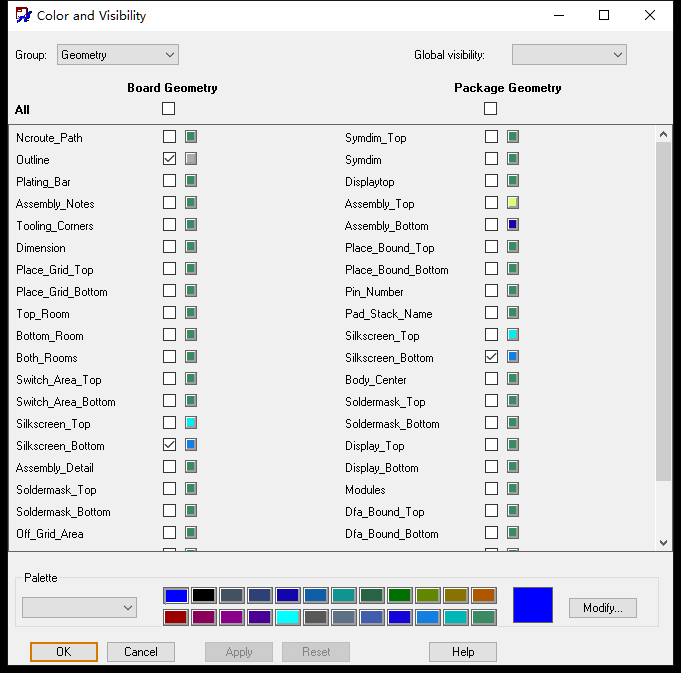 Color and Visibility
Group: Geometry Global visibility:
Board Geometry Package Geometry
All
Ncroute_Path Symdim_Top
Outline Symdim
Plating_Bar Displaytop
Assembly_Notes Assembly_Top
Tooling_Corners Assembly_Bottom
Dimension Place_Bound_Top
Place_Grid_Top Place_Bound_Bottom
Place_Grid_Bottom Pin_Number
Top_Room Pad_Stack_Name
Bottom_Room Silkscreen_Top
Both_Rooms Silkscreen_Bottom
Switch_Area_Top Body_Center
Switch_Area_Bottom Soldermask_Top
Silkscreen_Top Soldermask_Bottom
Silkscreen_Bottom Display_Top
Assembly_Detail Display_Bottom
Soldermask_Top Modules
Soldermask_Bottom Dfa_Bound_Top
Off_Grid_Area Dfa_Bound_Bottom
Palette
Modify...
OK Cancel Apply Reset Help